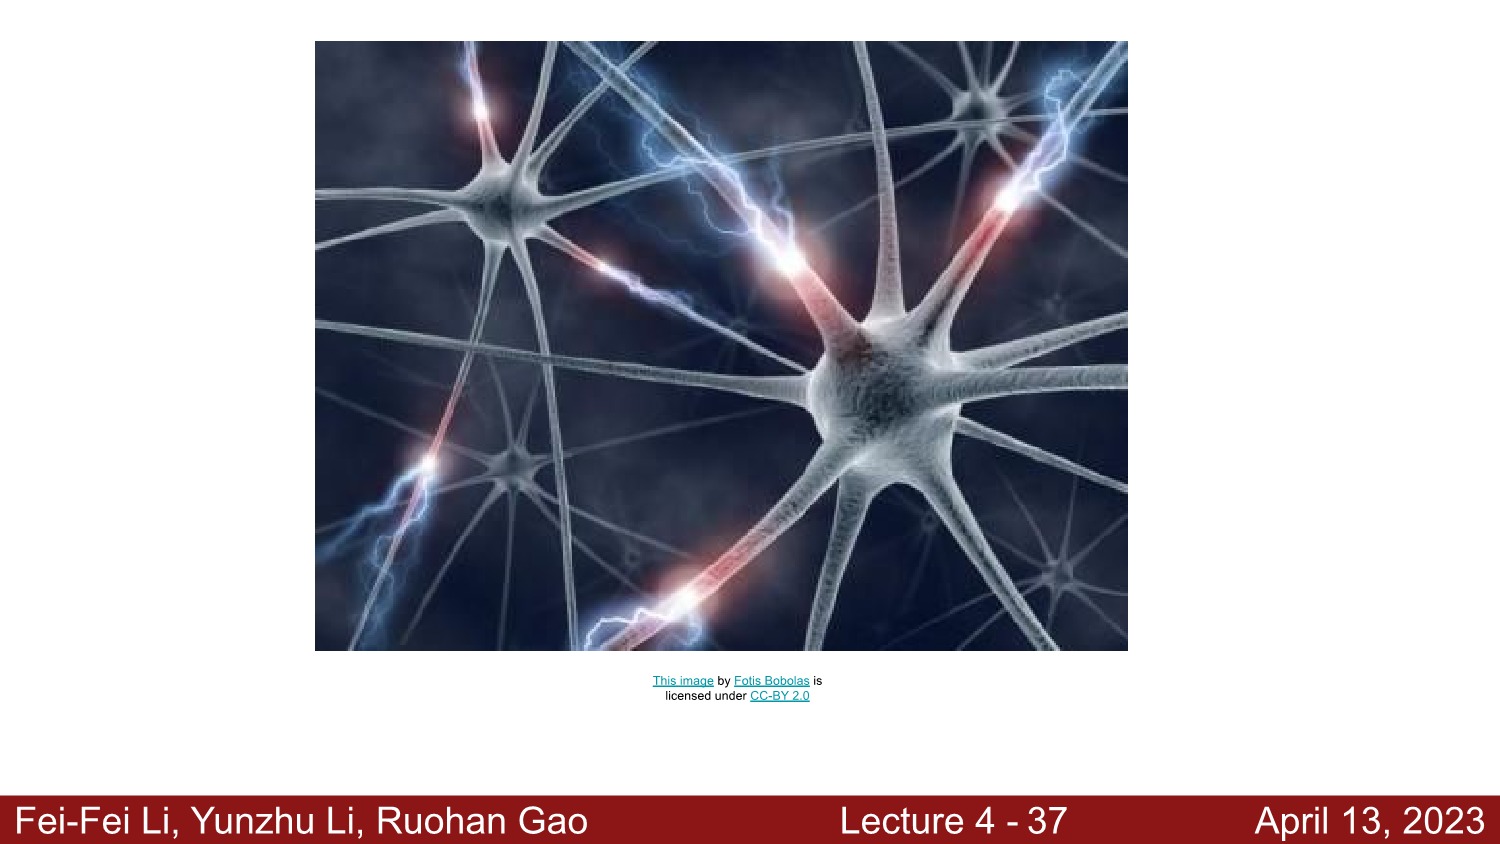 This image by Fotis Bobolas is
licensed under CC-BY 2.0
Fei-Fei Li, Yunzhu Li, Ruohan Gao
Lecture 4 - 37
April 13, 2023